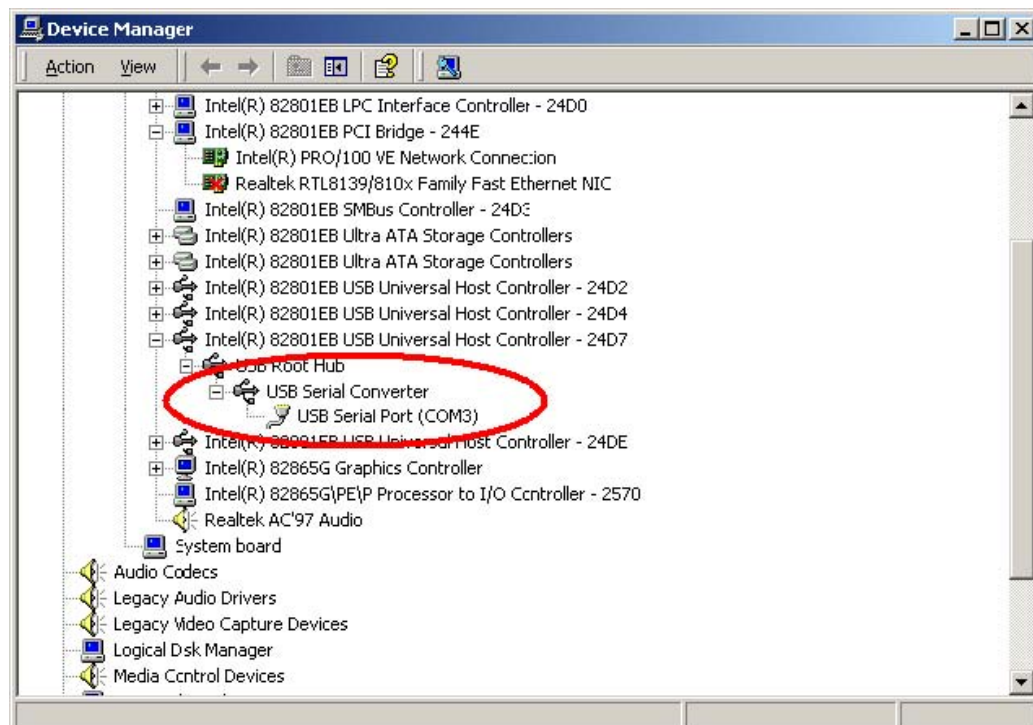 Device Manager
Action View
Intel(R) 82801EB LPC Interface Controller - 24D0
Intel(R) 82801EB PCI Bridge - 244E
Intel(R) PRO/100 VE Network Connection
Realtek RTL8139/810x Family Fast Ethernet NIC
Intel(R) 82801EB SMBus Controller - 24D3
Intel(R) 82801EB Ultra ATA Storage Controllers
Intel(R) 82801EB Ultra ATA Storage Controllers
Intel(R) 82801EB USB Universal Host Controller - 24D2
Intel(R) 82801EB USB Universal Host Controller - 24D4
Intel(R) 82801EB USB Universal Host Controller - 24D7
USB Root Hub
USB Serial Converter
USB Serial Port (COM3)
Intel(R) 82801EB USB Universal Host Controller - 24DE
Intel(R) 82865G Graphics Controller
Intel(R) 82865G\PE\P Processor to I/O Controller - 2570
Realtek AC'97 Audio
System board
Audio Codecs
Legacy Audio Drivers
Legacy Video Capture Devices
Logical Disk Manager
Media Control Devices